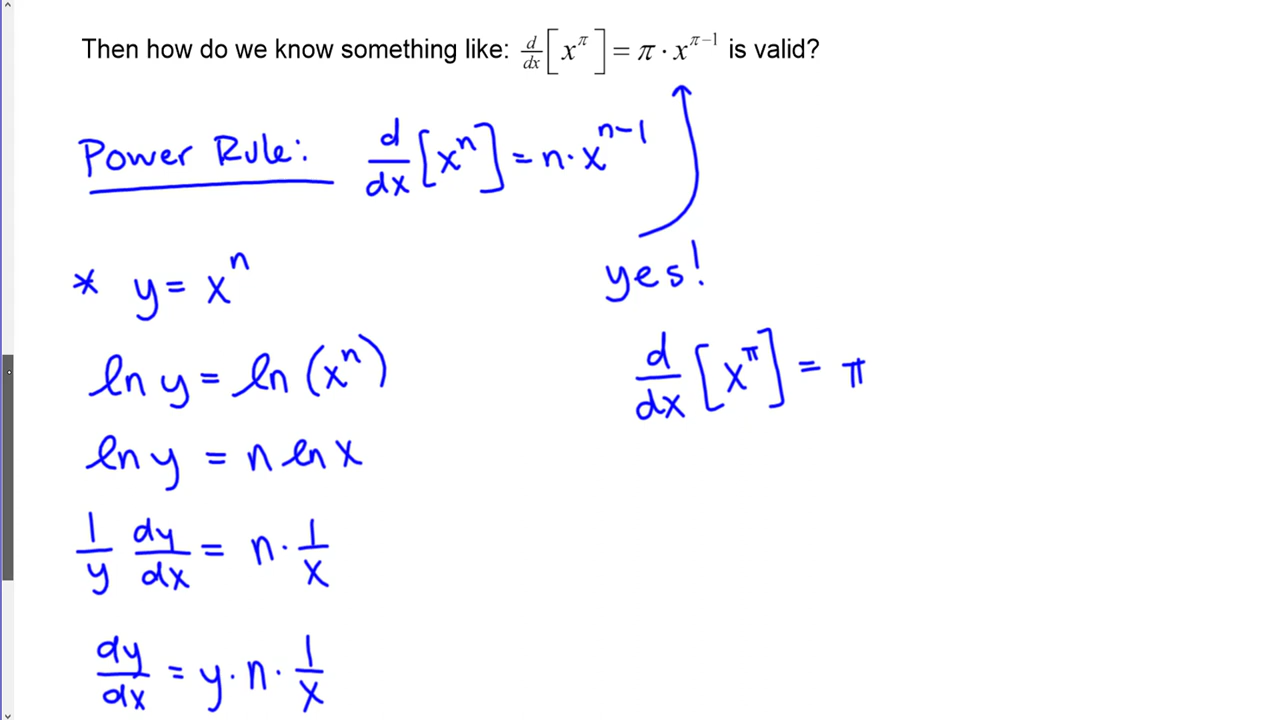 Then how do we know something like: d/dx [x^π] = π · x^(π−1) is valid?
Power Rule: d/dx [x^n] = n · x^(n−1)
yes!
* y = x^n
ln y = ln (x^n)
d/dx [x^π] = π
ln y = n ln x
1/y dy/dx = n · 1/x
dy/dx = y · n · 1/x